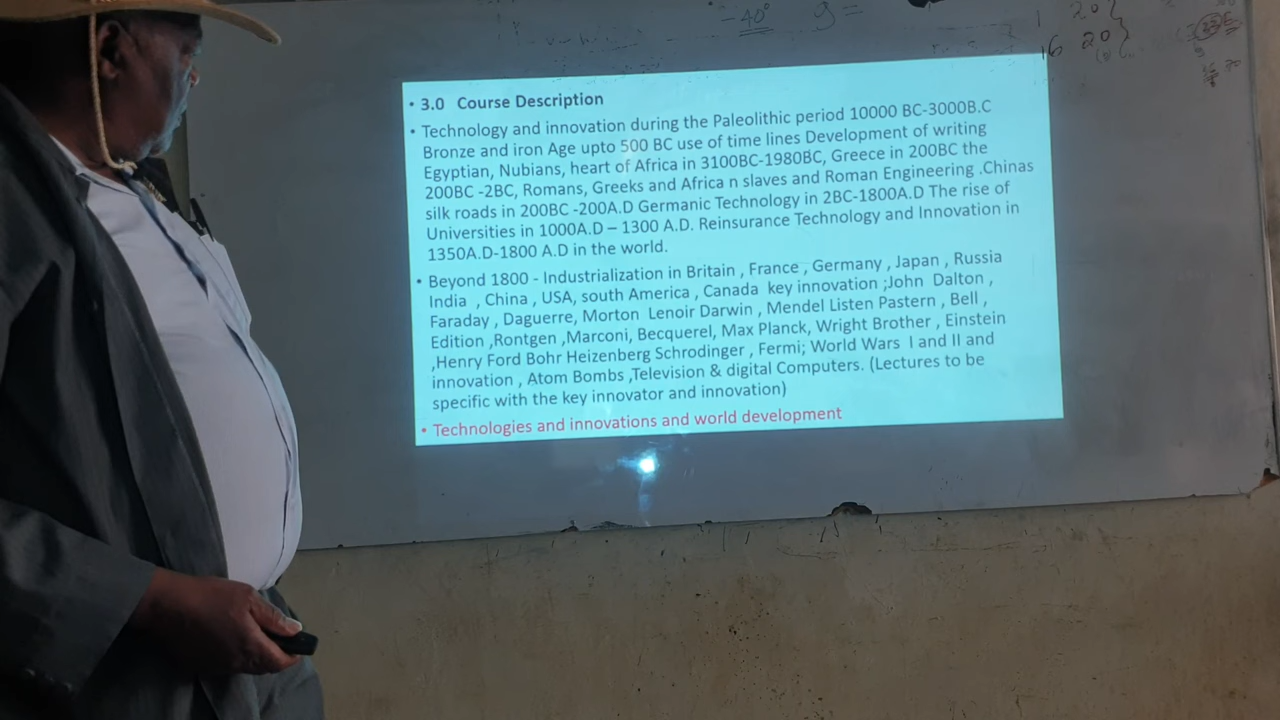 -40° g =
1 20
16 20
• 3.0 Course Description
• Technology and innovation during the Paleolithic period 10000 BC-3000B.C
Bronze and iron Age upto 500 BC use of time lines Development of writing
Egyptian, Nubians, heart of Africa in 3100BC-1980BC, Greece in 200BC the
200BC -2BC, Romans, Greeks and Africa n slaves and Roman Engineering .Chinas
silk roads in 200BC -200A.D Germanic Technology in 2BC-1800A.D The rise of
Universities in 1000A.D – 1300 A.D. Reinsurance Technology and Innovation in
1350A.D-1800 A.D in the world.
• Beyond 1800 - Industrialization in Britain , France , Germany , Japan , Russia
India , China , USA, south America , Canada key innovation ;John Dalton ,
Faraday , Daguerre, Morton Lenoir Darwin , Mendel Listen Pastern , Bell ,
Edition ,Rontgen ,Marconi, Becquerel, Max Planck, Wright Brother , Einstein
,Henry Ford Bohr Heizenberg Schrodinger , Fermi; World Wars I and II and
innovation , Atom Bombs ,Television & digital Computers. (Lectures to be
specific with the key innovator and innovation)
• Technologies and innovations and world development